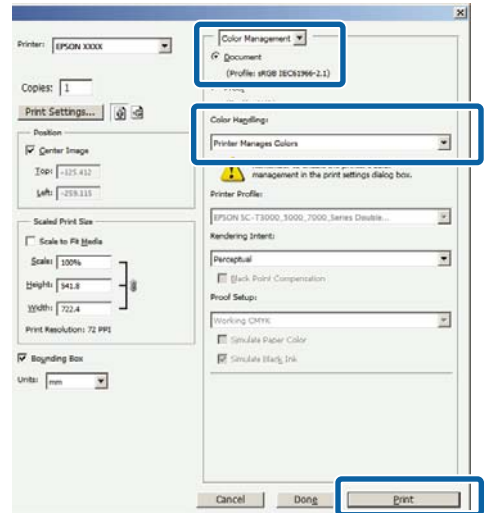 Printer: EPSON XXXX
Copies: 1
Print Settings...
Position
Center Image
Top: -125.412
Left: -259.115
Scaled Print Size
Scale to Fit Media
Scale: 100%
Height: 541.8
Width: 722.4
Print Resolution: 72 PPI
Bounding Box
Units: mm
Color Management
Document
(Profile: sRGB IEC61966-2.1)
Color Handling:
Printer Manages Colors
management in the print settings dialog box.
Printer Profile:
EPSON SC-T3000_5000_7000_Series Double...
Rendering Intent:
Perceptual
Black Point Compensation
Proof Setup:
Working CMYK
Simulate Paper Color
Simulate Black Ink
Cancel
Done
Print